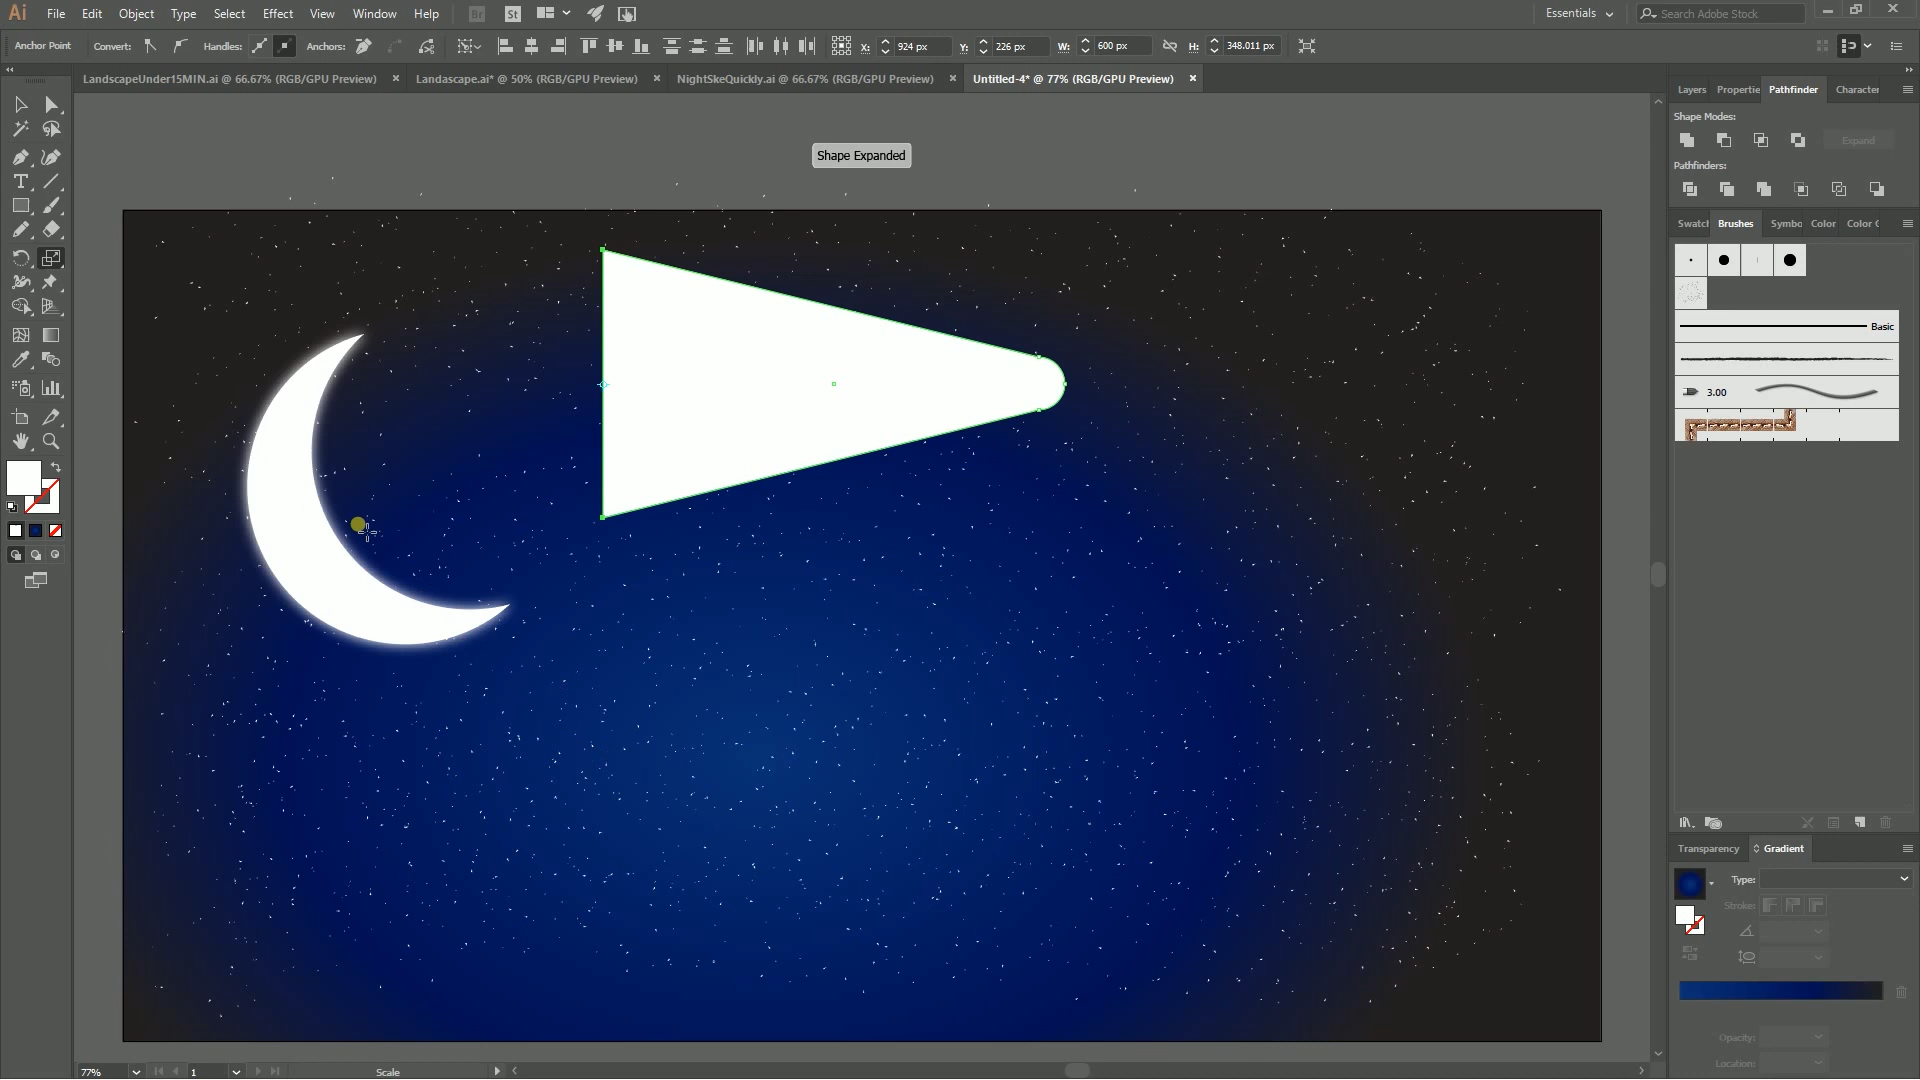 Ai File Edit Object Type Select Effect View Window Help Br St Essentials Search Adobe Stock
Anchor Point Convert: Handles: Anchors: X: 924 px Y: 226 px W: 600 px H: 348.011 px
LandscapeUnder15MIN.ai @ 66.67% (RGB/GPU Preview) Landascape.ai* @ 50% (RGB/GPU Preview) NightSkeQuickly.ai @ 66.67% (RGB/GPU Preview) Untitled-4* @ 77% (RGB/GPU Preview)
Layers Propertie Pathfinder Character
Shape Modes:
Expand
Shape Expanded
Pathfinders:
Swatch Brushes Symbo Color Color G
Basic
3.00
Transparency Gradient
Type:
Stroke:
Opacity:
Location:
77% 1 Scale